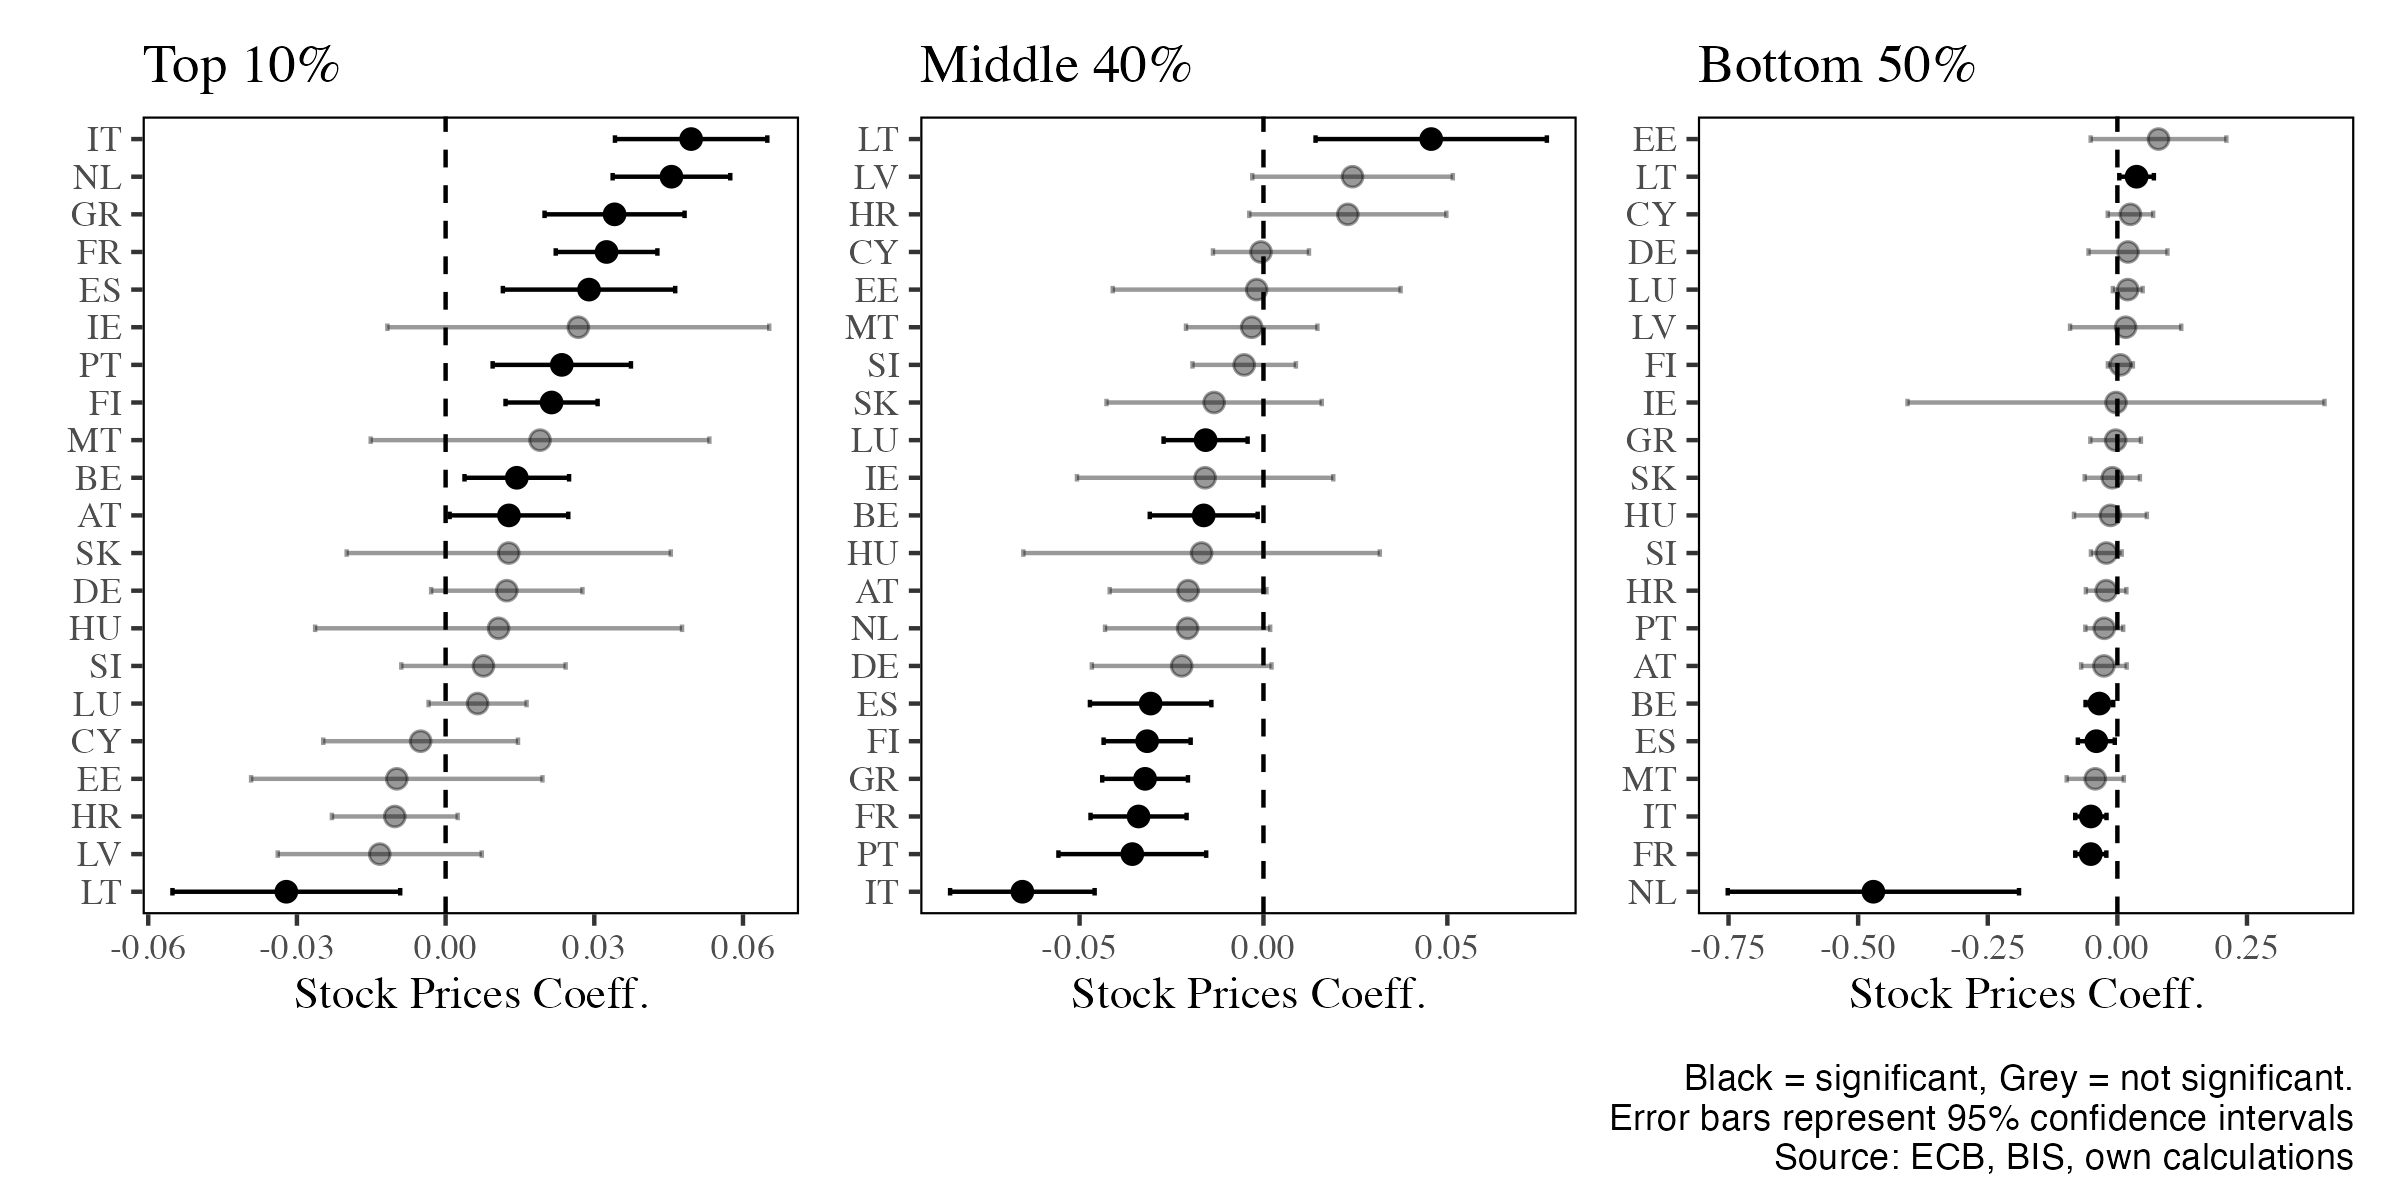 Top 10%
IT
NL
GR
FR
ES
IE
PT
FI
MT
BE
AT
SK
DE
HU
SI
LU
CY
EE
HR
LV
LT
-0.06 -0.03 0.00 0.03 0.06
Stock Prices Coeff.
Middle 40%
LT
LV
HR
CY
EE
MT
SI
SK
LU
IE
BE
HU
AT
NL
DE
ES
FI
GR
FR
PT
IT
-0.05 0.00 0.05
Stock Prices Coeff.
Bottom 50%
EE
LT
CY
DE
LU
LV
FI
IE
GR
SK
HU
SI
HR
PT
AT
BE
ES
MT
IT
FR
NL
-0.75 -0.50 -0.25 0.00 0.25
Stock Prices Coeff.
Black = significant, Grey = not significant.
Error bars represent 95% confidence intervals
Source: ECB, BIS, own calculations